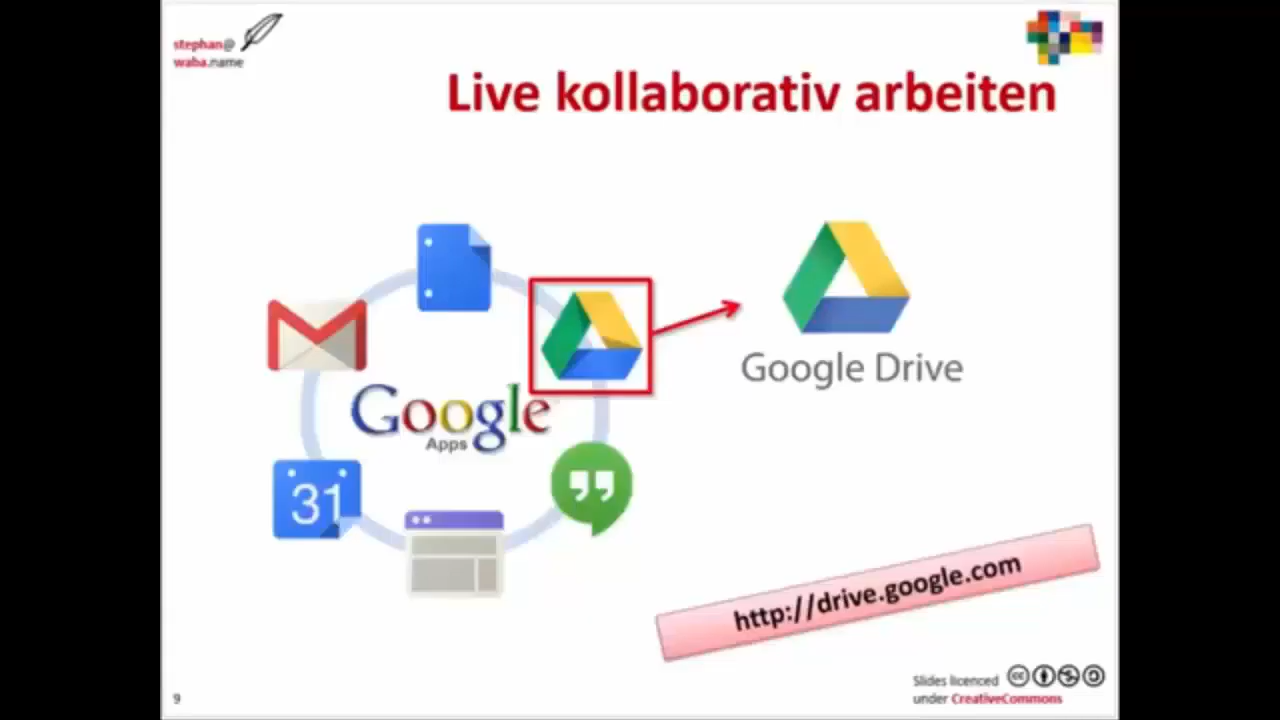 stephan@
waba.name
Live kollaborativ arbeiten
Google
Apps
31
Google Drive
http://drive.google.com
9
Slides licenced
under CreativeCommons